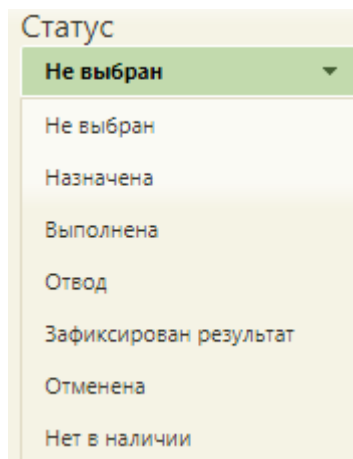 Статус
Не выбран
Не выбран
Назначена
Выполнена
Отвод
Зафиксирован результат
Отменена
Нет в наличии